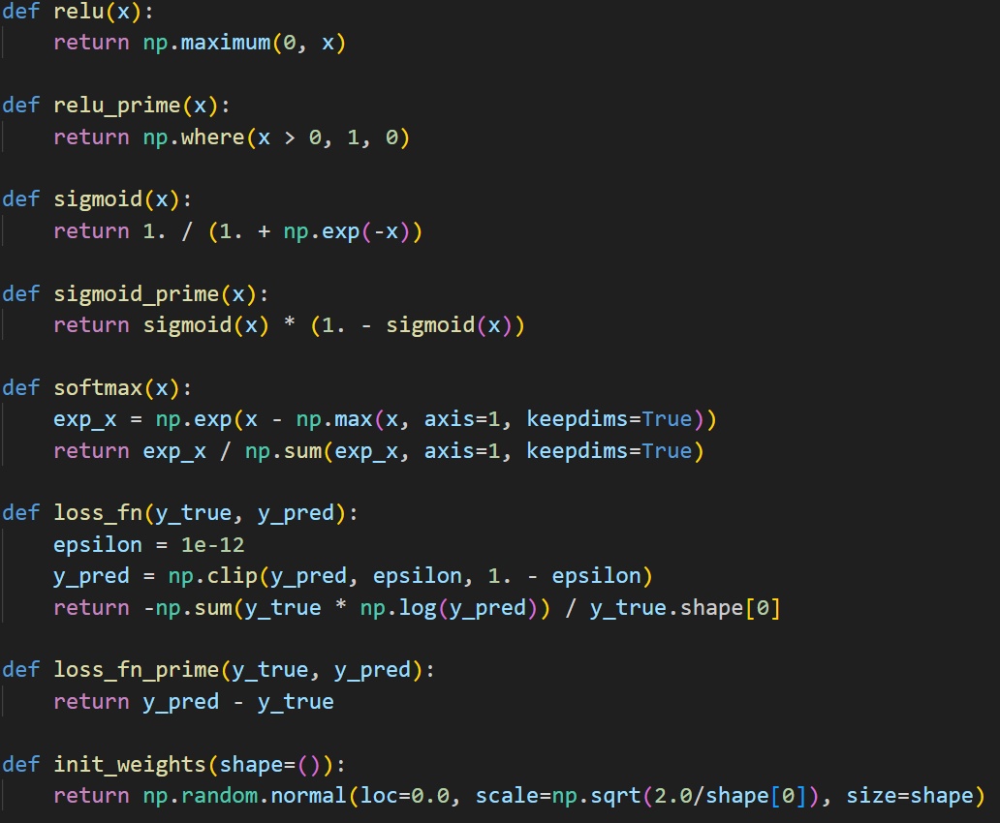 def relu(x):
    return np.maximum(0, x)

def relu_prime(x):
    return np.where(x > 0, 1, 0)

def sigmoid(x):
    return 1. / (1. + np.exp(-x))

def sigmoid_prime(x):
    return sigmoid(x) * (1. - sigmoid(x))

def softmax(x):
    exp_x = np.exp(x - np.max(x, axis=1, keepdims=True))
    return exp_x / np.sum(exp_x, axis=1, keepdims=True)

def loss_fn(y_true, y_pred):
    epsilon = 1e-12
    y_pred = np.clip(y_pred, epsilon, 1. - epsilon)
    return -np.sum(y_true * np.log(y_pred)) / y_true.shape[0]

def loss_fn_prime(y_true, y_pred):
    return y_pred - y_true

def init_weights(shape=()):
    return np.random.normal(loc=0.0, scale=np.sqrt(2.0/shape[0]), size=shape)